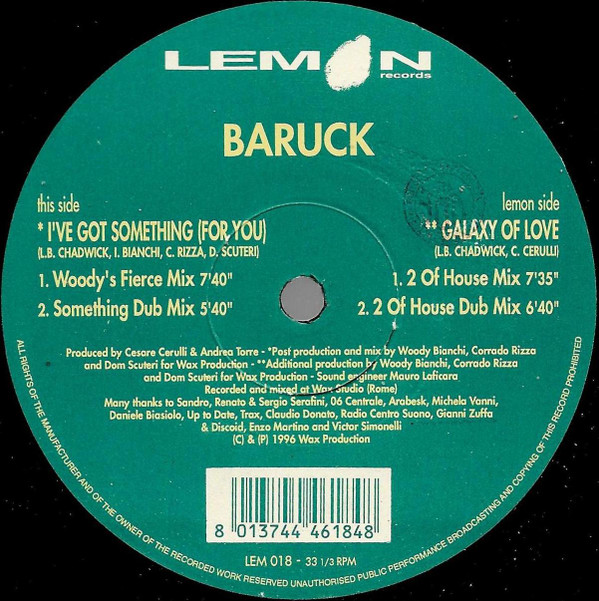 LEMON
records
BARUCK
this side
* I'VE GOT SOMETHING (FOR YOU)
(L.B. CHADWICK, I. BIANCHI, C. RIZZA, D. SCUTERI)
1. Woody's Fierce Mix 7'40"
2. Something Dub Mix 5'40"
lemon side
** GALAXY OF LOVE
(L.B. CHADWICK, C. CERULLI)
1. 2 Of House Mix 7'35"
2. 2 Of House Dub Mix 6'40"
Produced by Cesare Cerulli & Andrea Torre - *Post production and mix by Woody Bianchi, Corrado Rizza
and Dom Scuteri for Wax Production - **Additional production by Woody Bianchi, Corrado Rizza
and Dom Scuteri for Wax Production - Sound engineer Mauro Laficara
Recorded and mixed at Wax Studio (Rome)
Many thanks to Sandro, Renato & Sergio Serafini, 06 Centrale, Arabesk, Michela Vanni,
Daniele Biasiolo, Up to Date, Trax, Claudio Donato, Radio Centro Suono, Gianni Zuffa
& Discoid, Enzo Martino and Victor Simonelli
(C) & (P) 1996 Wax Production
8 013744 461848
LEM 018 - 33 1/3 RPM
ALL RIGHTS OF THE MANUFACTURER AND OF THE OWNER OF THE RECORDED WORK RESERVED UNAUTHORISED PUBLIC PERFORMANCE BROADCASTING AND COPYING OF THIS RECORD PROHIBITED